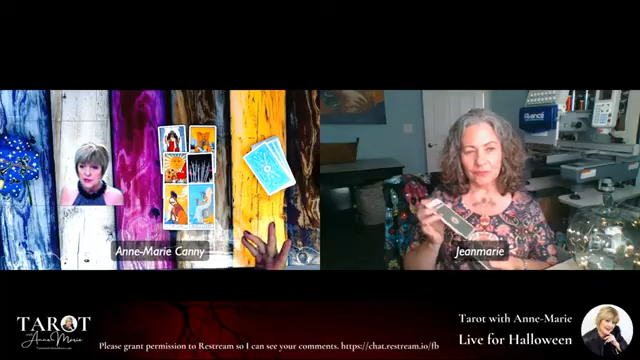 Anne-Marie Canny
Jeanmarie
TAROT
with
Anne Marie
Tarot with Anne-Marie
Live for Halloween
Please grant permission to Restream so I can see your comments. https://chat.restream.io/fb